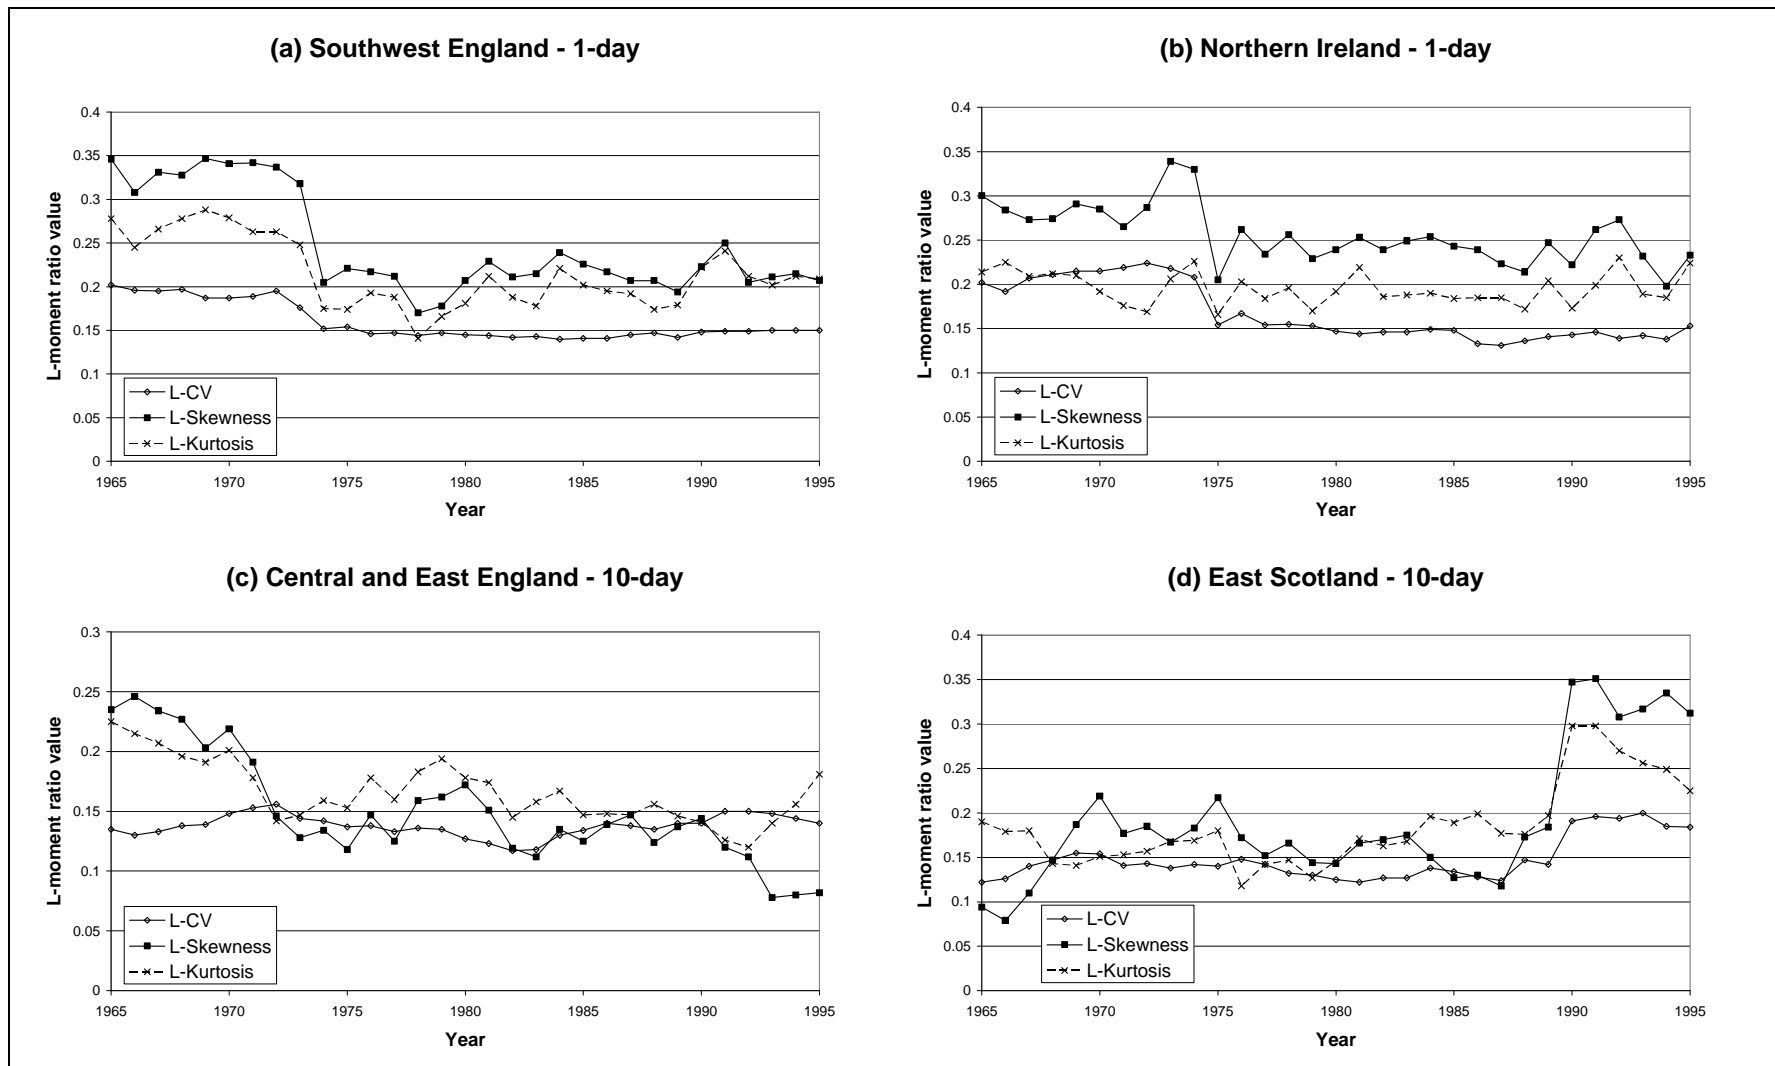 (a) Southwest England - 1-day
0.4
0.35
0.3
0.25
0.2
0.15
0.1
0.05
0
L-moment ratio value
L-CV
L-Skewness
L-Kurtosis
1965 1970 1975 1980 1985 1990 1995
Year
(b) Northern Ireland - 1-day
0.4
0.35
0.3
0.25
0.2
0.15
0.1
0.05
0
L-moment ratio value
L-CV
L-Skewness
L-Kurtosis
1965 1970 1975 1980 1985 1990 1995
Year
(c) Central and East England - 10-day
0.3
0.25
0.2
0.15
0.1
0.05
0
L-moment ratio value
L-CV
L-Skewness
L-Kurtosis
1965 1970 1975 1980 1985 1990 1995
Year
(d) East Scotland - 10-day
0.4
0.35
0.3
0.25
0.2
0.15
0.1
0.05
0
L-moment ratio value
L-CV
L-Skewness
L-Kurtosis
1965 1970 1975 1980 1985 1990 1995
Year